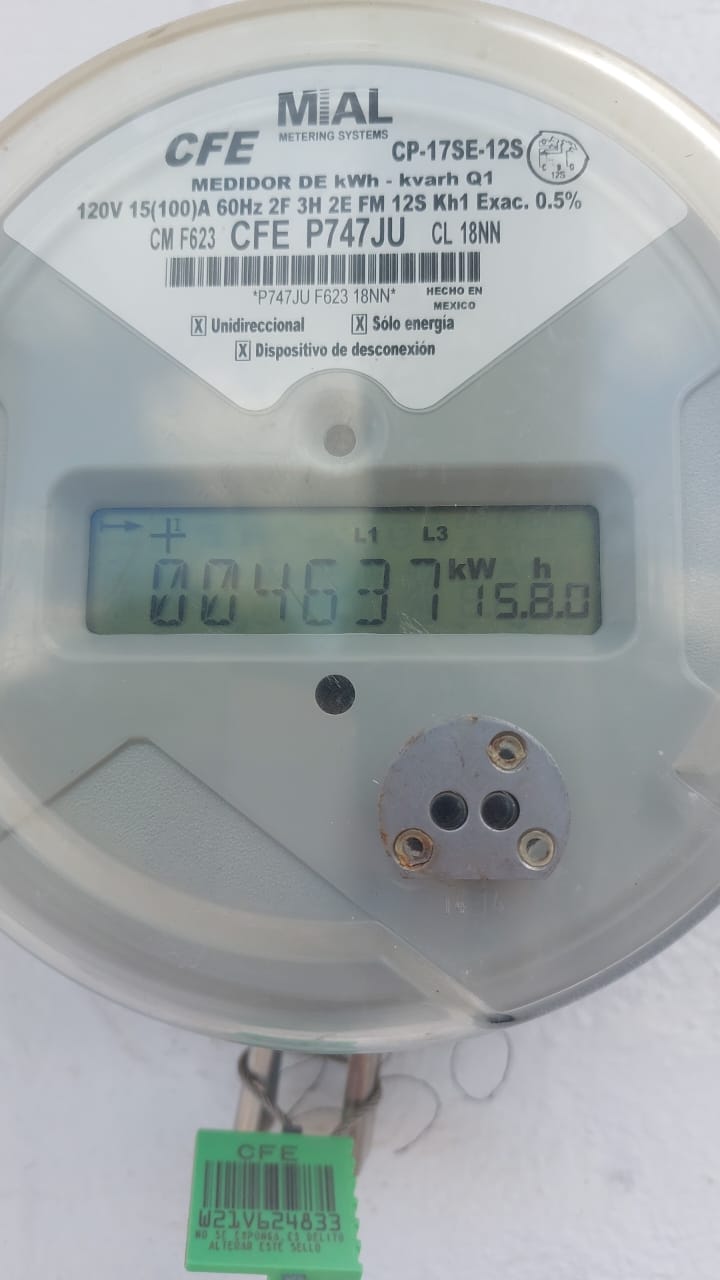 MIAL
METERING SYSTEMS
CFE
CP-17SE-12S
12S
MEDIDOR DE kWh - kvarh Q1
120V 15(100)A 60Hz 2F 3H 2E FM 12S Kh1 Exac. 0.5%
CM F623 CFE P747JU CL 18NN
*P747JU F623 18NN*
HECHO EN
MEXICO
X Unidireccional X Sólo energía
X Dispositivo de desconexión
1 L1 L3
004637 kW h 15.8.0
CFE
W21V624833
NO SE EXPONGA, ES DELITO
ALTERAR ESTE SELLO